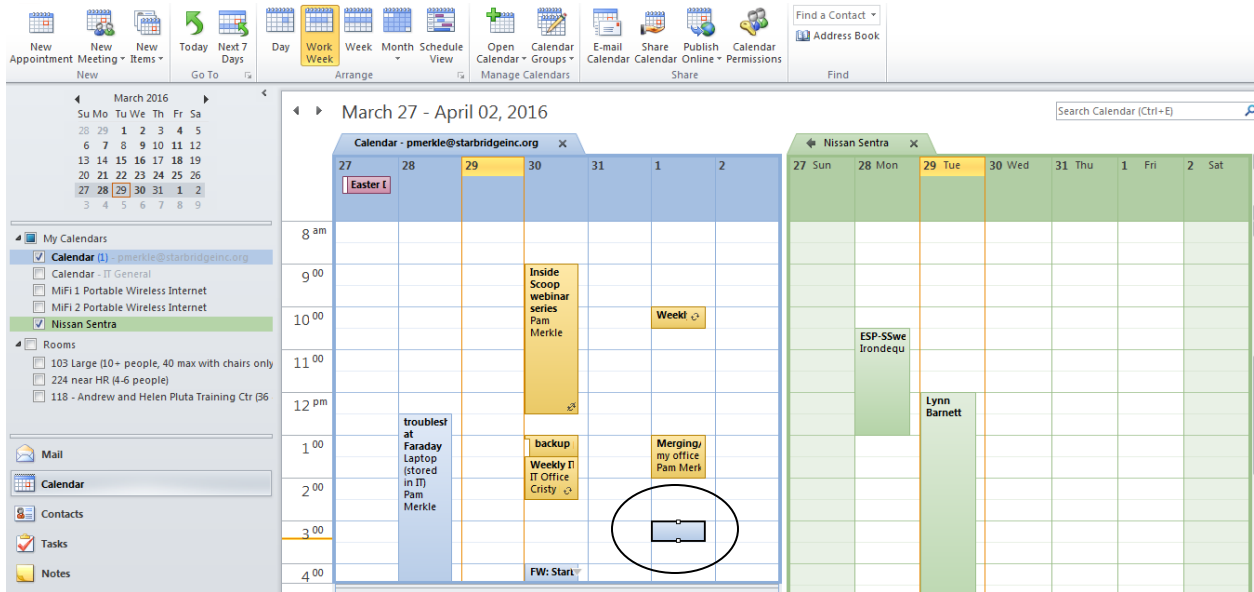 New Appointment
New Meeting
New Items
Today
Next 7 Days
Day
Work Week
Week
Month
Schedule View
Open Calendar
Calendar Groups
E-mail Calendar
Share Calendar
Publish Online
Calendar Permissions
Find a Contact
Address Book
New
Go To
Arrange
Manage Calendars
Share
Find
March 2016
Su Mo Tu We Th Fr Sa
28 29 1 2 3 4 5
6 7 8 9 10 11 12
13 14 15 16 17 18 19
20 21 22 23 24 25 26
27 28 29 30 31 1 2
3 4 5 6 7 8 9
My Calendars
Calendar (1) - pmerkle@starbridgeinc.org
Calendar - IT General
MiFi 1 Portable Wireless Internet
MiFi 2 Portable Wireless Internet
Nissan Sentra
Rooms
103 Large (10+ people, 40 max with chairs only
224 near HR (4-6 people)
118 - Andrew and Helen Pluta Training Ctr (36
Mail
Calendar
Contacts
Tasks
Notes
March 27 - April 02, 2016
Search Calendar (Ctrl+E)
Calendar - pmerkle@starbridgeinc.org
27 28 29 30 31 1 2
Easter D
8 am
9 00
10 00
11 00
12 pm
1 00
2 00
3 00
4 00
troublesh
at
Faraday
Laptop
(stored
in IT)
Pam
Merkle
Inside
Scoop
webinar
series
Pam
Merkle
backup
Weekly IT
IT Office
Cristy
FW: Start
Weekl
Merging/
my office
Pam Merk
Nissan Sentra
27 Sun 28 Mon 29 Tue 30 Wed 31 Thu 1 Fri 2 Sat
ESP-SSwe
Irondequ
Lynn
Barnett